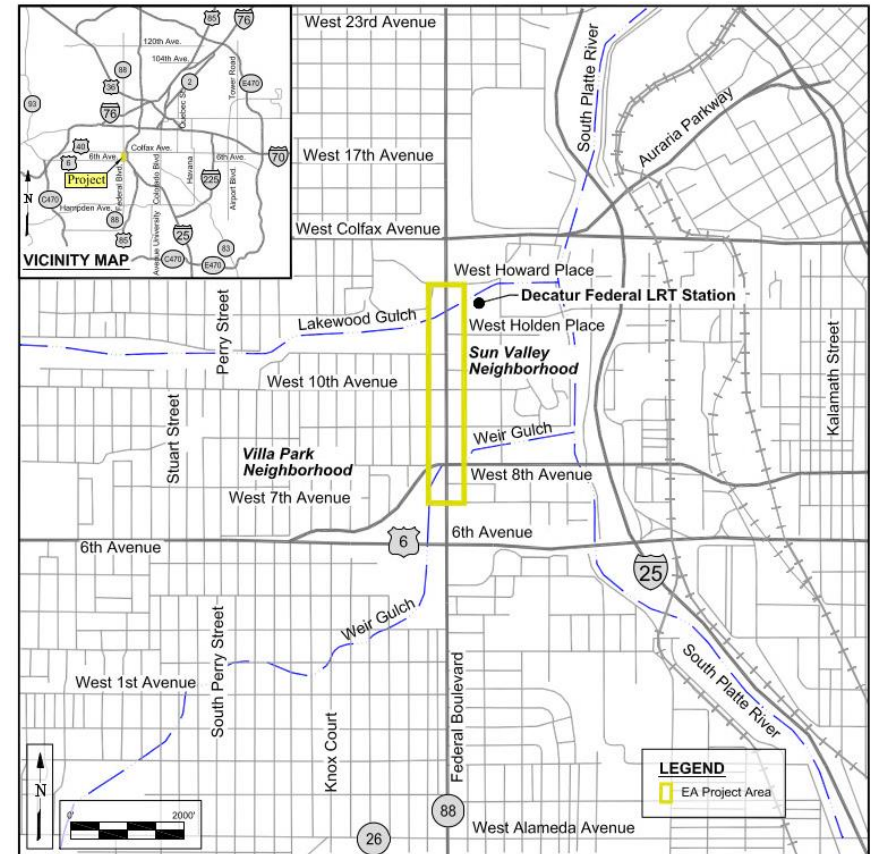 85
76
120th Ave.
88
104th Ave.
36
2
Quebec St
Tower Road
E470
93
76
40
Colfax Ave.
6
6th Ave
6th Ave.
70
Project
Federal Blvd.
Colorado Blvd
Havana
225
Airport Blvd.
N
C470
Hampden Ave.
88
85
Avenue University
25
83
C470
E470
VICINITY MAP
West 23rd Avenue
South Platte River
Auraria Parkway
West 17th Avenue
West Colfax Avenue
West Howard Place
Decatur Federal LRT Station
Lakewood Gulch
West Holden Place
Perry Street
Sun Valley
Neighborhood
West 10th Avenue
Kalamath Street
Stuart Street
Weir Gulch
Villa Park
Neighborhood
West 8th Avenue
West 7th Avenue
6th Avenue
6
6th Avenue
25
Weir Gulch
South Perry Street
West 1st Avenue
South Platte River
Knox Court
Federal Boulevard
LEGEND
EA Project Area
N
0'
2000'
88
26
West Alameda Avenue